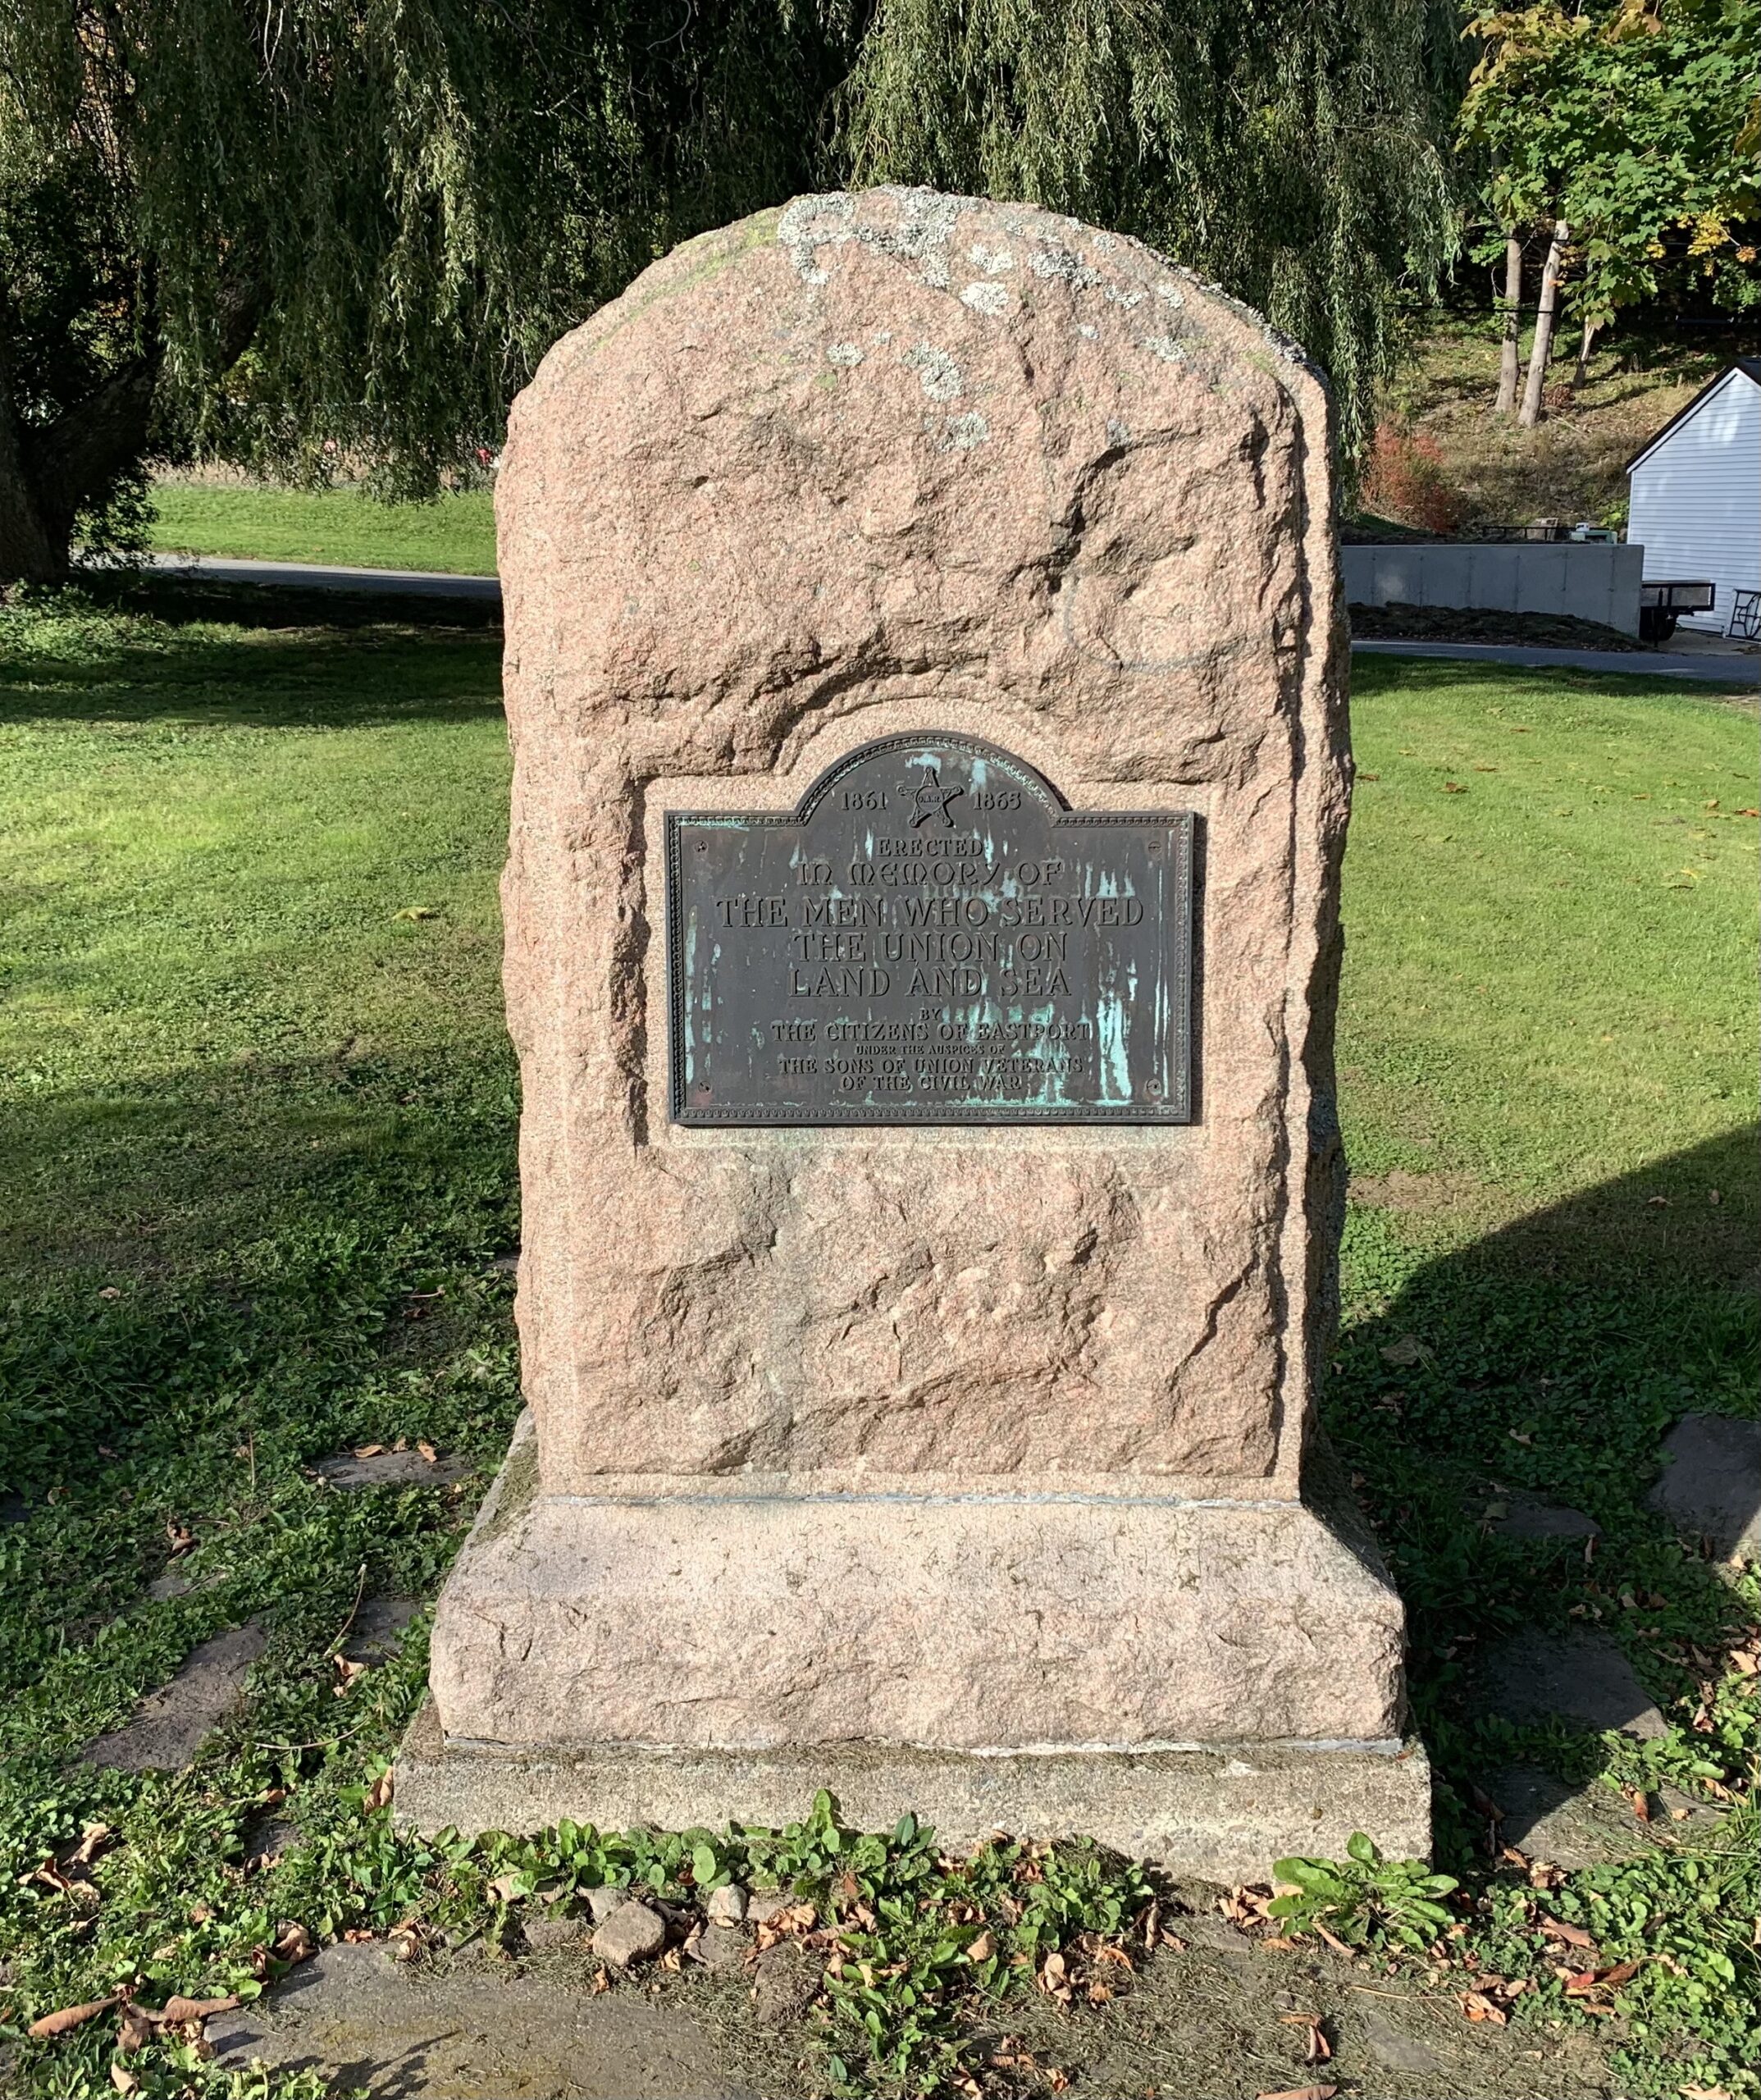 1861 1865
ERECTED
IN MEMORY OF
THE MEN WHO SERVED
THE UNION ON
LAND AND SEA
BY
THE CITIZENS OF EASTPORT
UNDER THE AUSPICES OF
THE SONS OF UNION VETERANS
OF THE CIVIL WAR